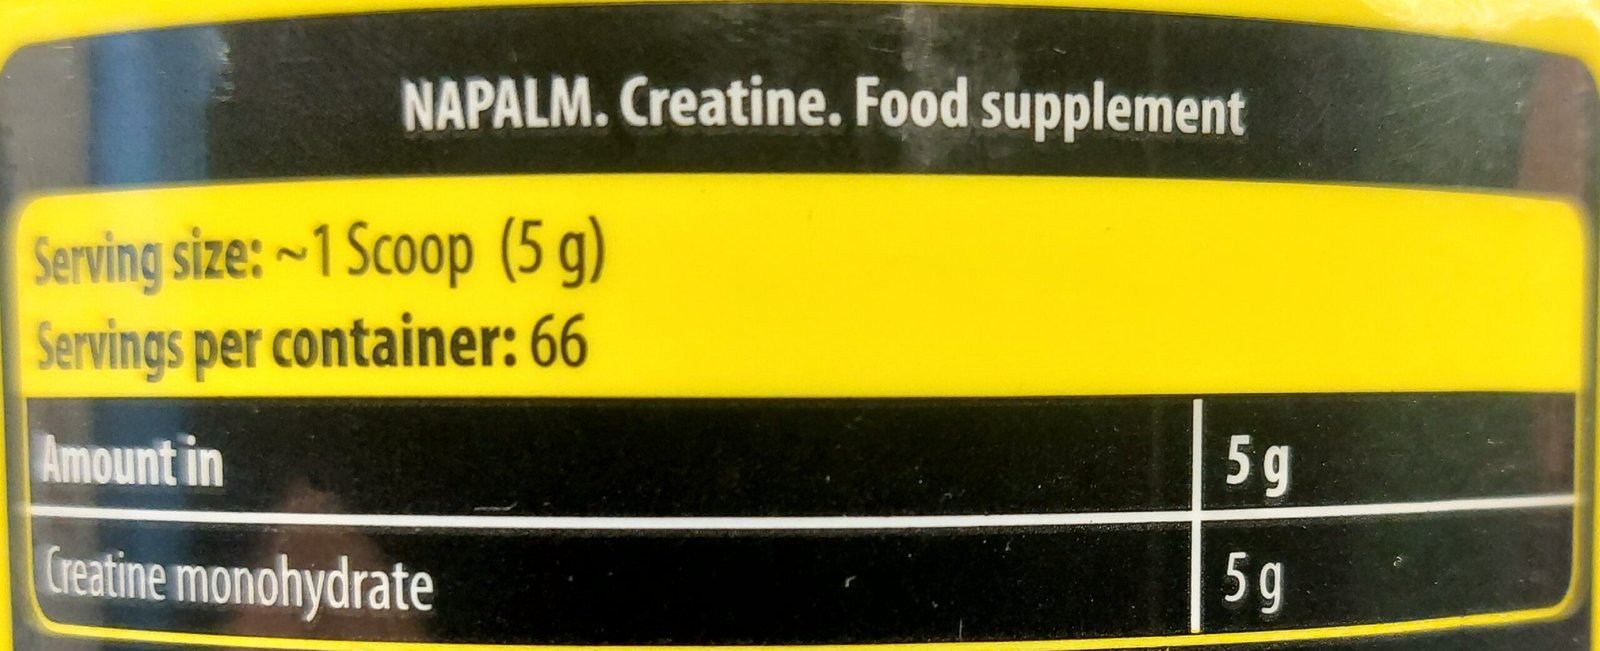 NAPALM. Creatine. Food supplement
Serving size: ~1 Scoop (5 g)
Servings per container: 66
Amount in 5 g
Creatine monohydrate 5 g